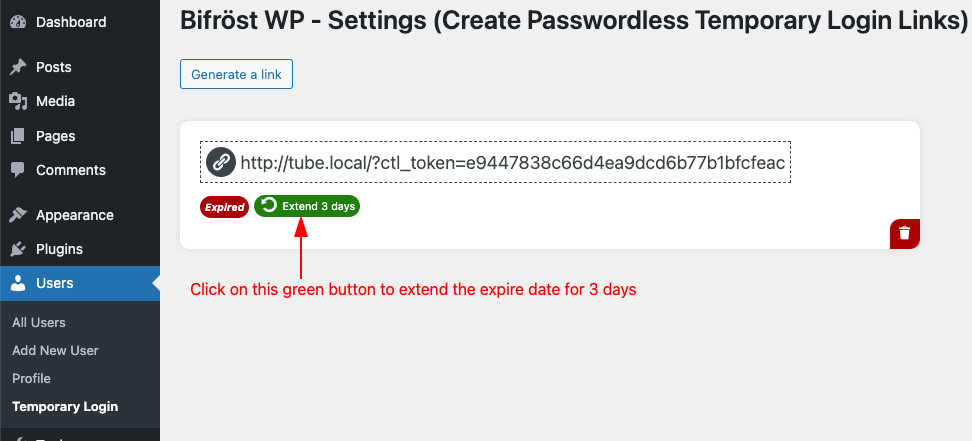 Dashboard
Posts
Media
Pages
Comments
Appearance
Plugins
Users
All Users
Add New User
Profile
Temporary Login
Bifröst WP - Settings (Create Passwordless Temporary Login Links)
Generate a link
http://tube.local/?ctl_token=e9447838c66d4ea9dcd6b77b1bfcfeac
Expired
Extend 3 days
Click on this green button to extend the expire date for 3 days